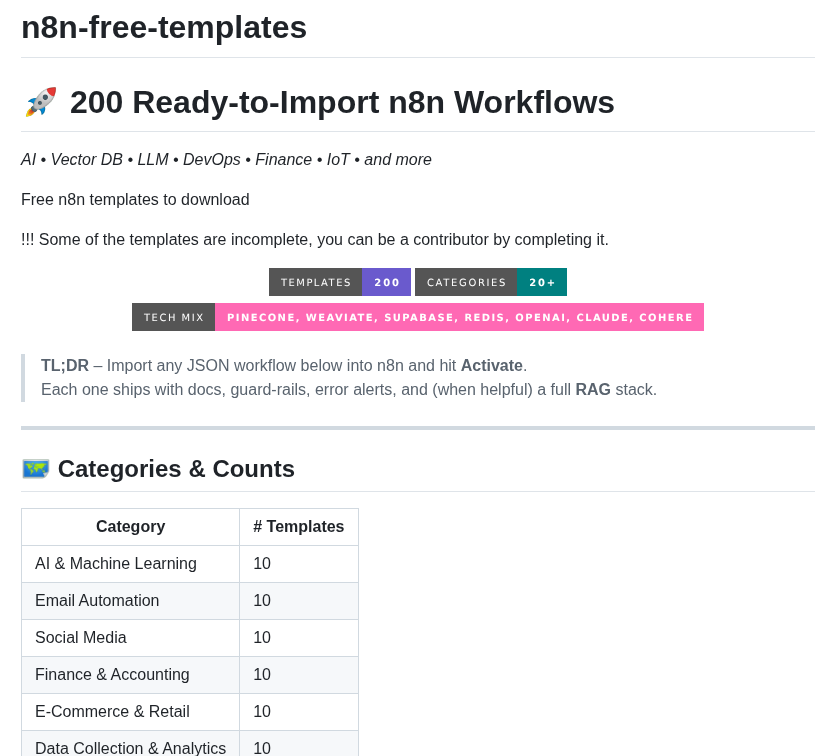 n8n-free-templates
🚀 200 Ready-to-Import n8n Workflows
AI • Vector DB • LLM • DevOps • Finance • IoT • and more
Free n8n templates to download
!!! Some of the templates are incomplete, you can be a contributor by completing it.
TEMPLATES 200 CATEGORIES 20+
TECH MIX PINECONE, WEAVIATE, SUPABASE, REDIS, OPENAI, CLAUDE, COHERE
TL;DR – Import any JSON workflow below into n8n and hit Activate.
Each one ships with docs, guard-rails, error alerts, and (when helpful) a full RAG stack.
🗺️ Categories & Counts
Category # Templates
AI & Machine Learning 10
Email Automation 10
Social Media 10
Finance & Accounting 10
E-Commerce & Retail 10
Data Collection & Analytics 10